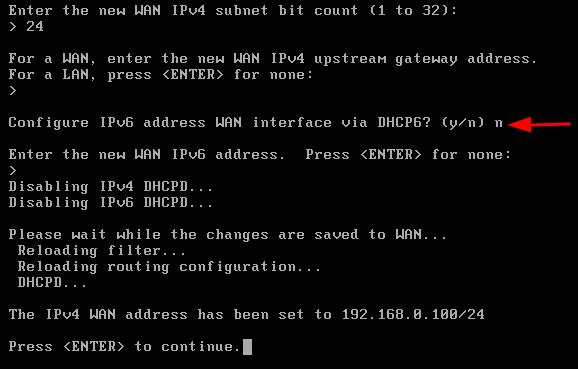 Enter the new WAN IPv4 subnet bit count (1 to 32):
> 24
For a WAN, enter the new WAN IPv4 upstream gateway address.
For a LAN, press <ENTER> for none:
>
Configure IPv6 address WAN interface via DHCP6? (y/n) n
Enter the new WAN IPv6 address.  Press <ENTER> for none:
>
Disabling IPv4 DHCPD...
Disabling IPv6 DHCPD...
Please wait while the changes are saved to WAN...
 Reloading filter...
 Reloading routing configuration...
 DHCPD...
The IPv4 WAN address has been set to 192.168.0.100/24
Press <ENTER> to continue.